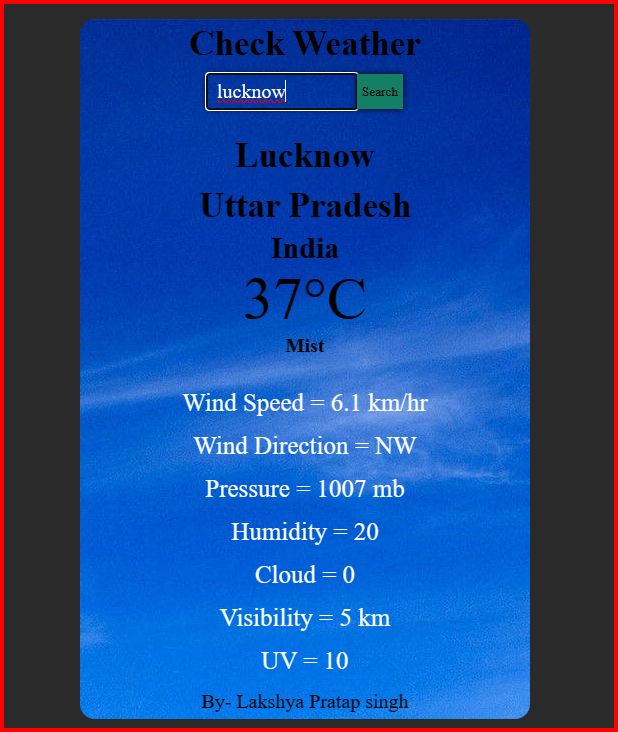 Check Weather
lucknow Search
Lucknow
Uttar Pradesh
India
37°C
Mist
Wind Speed = 6.1 km/hr
Wind Direction = NW
Pressure = 1007 mb
Humidity = 20
Cloud = 0
Visibility = 5 km
UV = 10
By- Lakshya Pratap singh